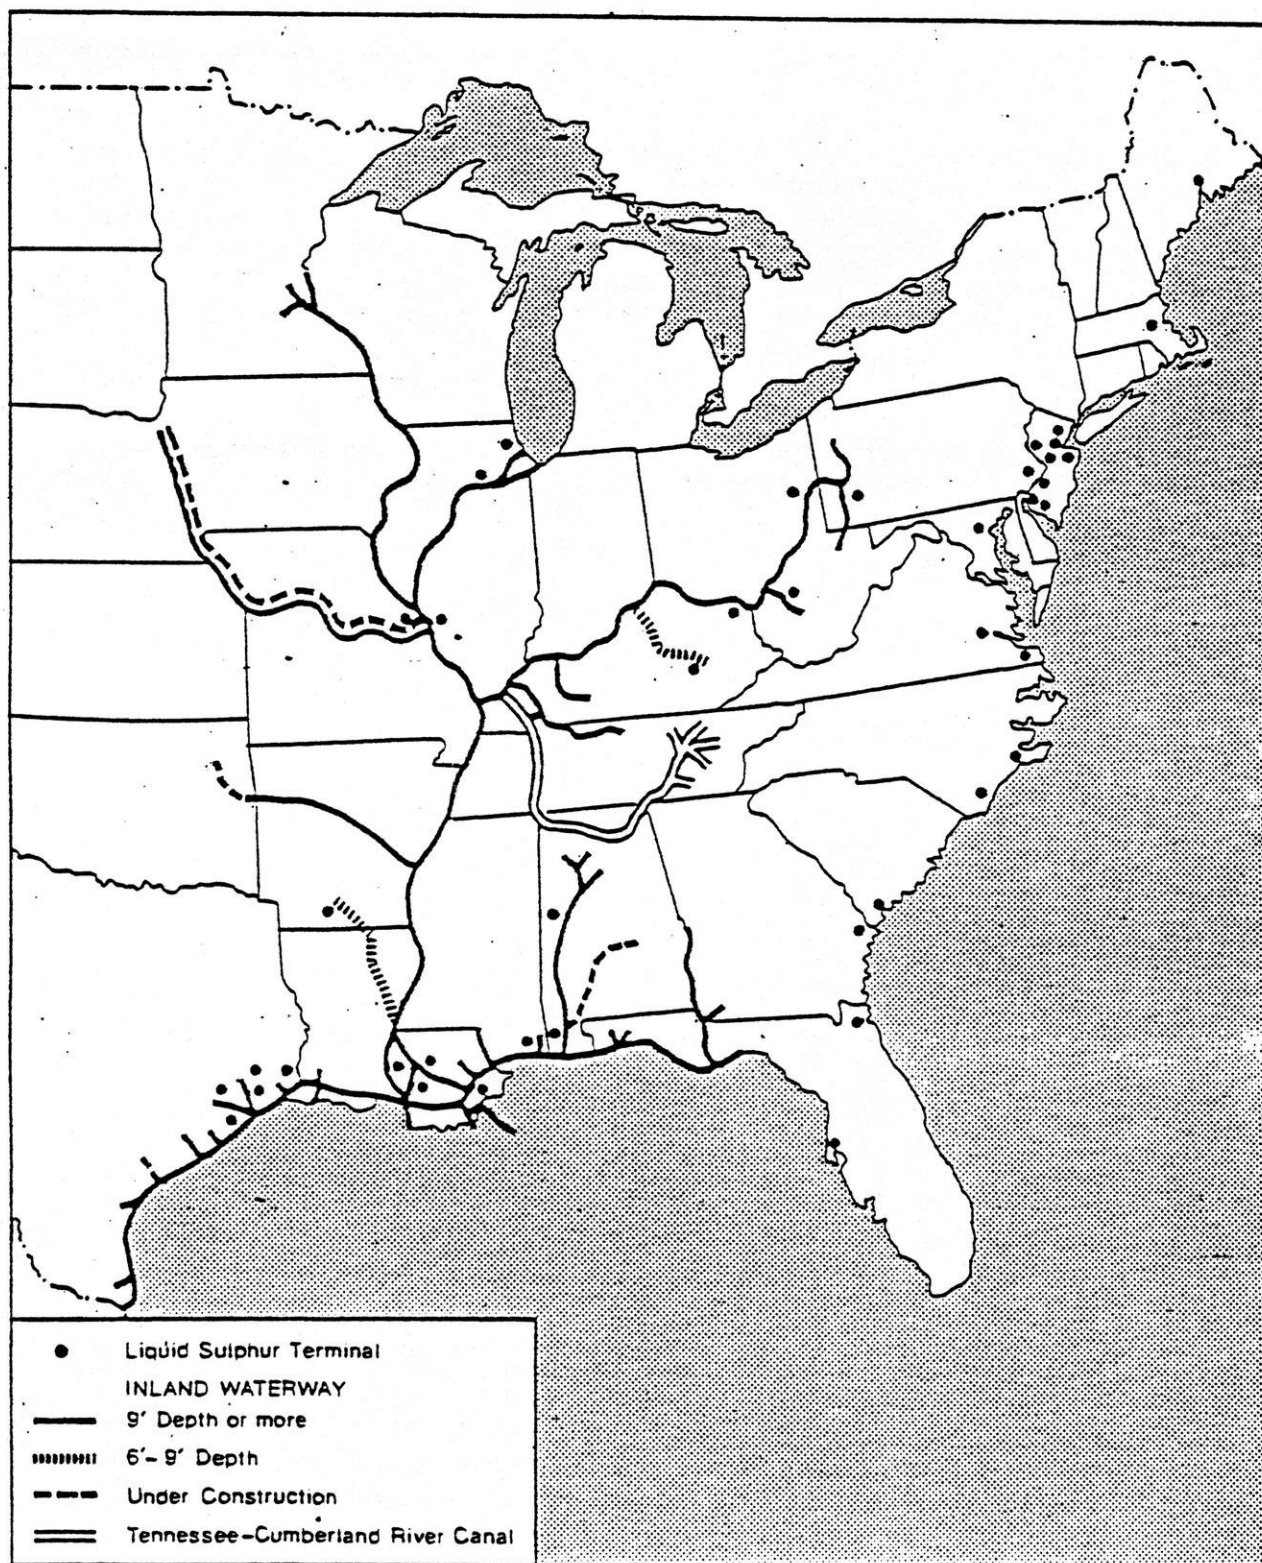 Liquid Sulphur Terminal
INLAND WATERWAY
9' Depth or more
6'- 9' Depth
Under Construction
Tennessee-Cumberland River Canal